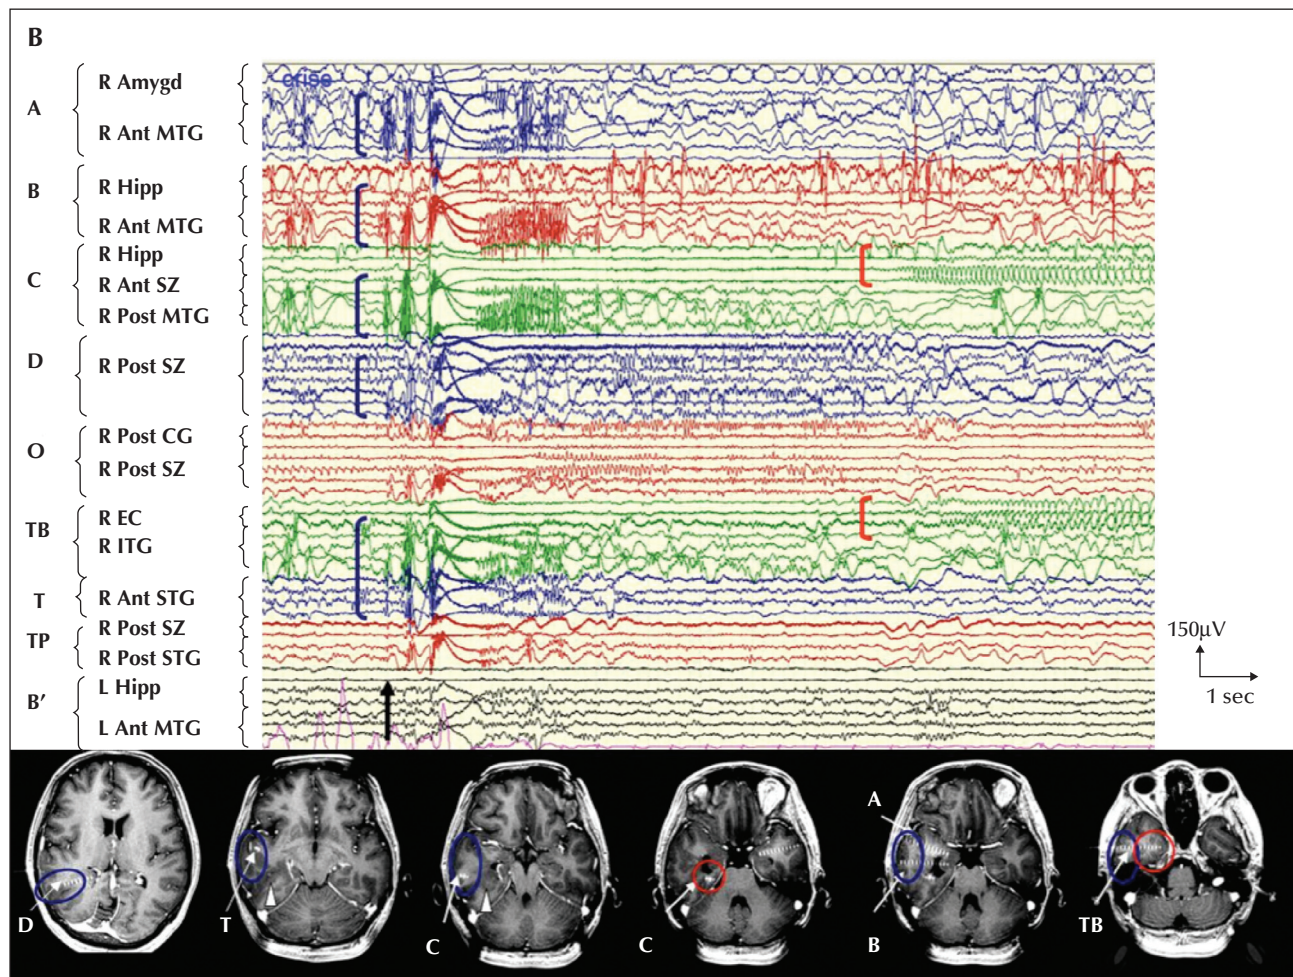 B
crise
A
R Amygd
R Ant MTG
B
R Hipp
R Ant MTG
C
R Hipp
R Ant SZ
R Post MTG
D
R Post SZ
O
R Post CG
R Post SZ
TB
R EC
R ITG
T
R Ant STG
TP
R Post SZ
R Post STG
B'
L Hipp
L Ant MTG
150µV
1 sec
D
T
C
C
A
B
TB